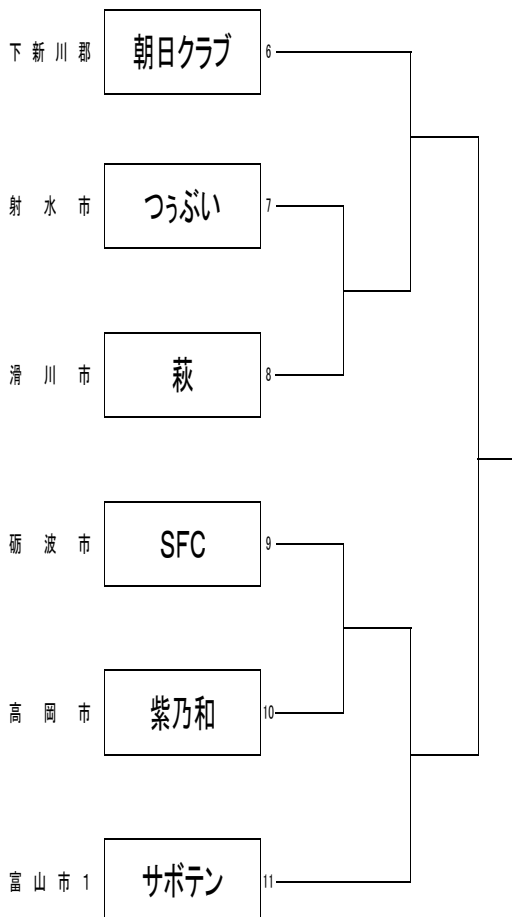 下新川郡 朝日クラブ 6
射水市 つぅぶい 7
滑川市 萩 8
砺波市 SFC 9
高岡市 紫乃和 10
富山市1 サボテン 11